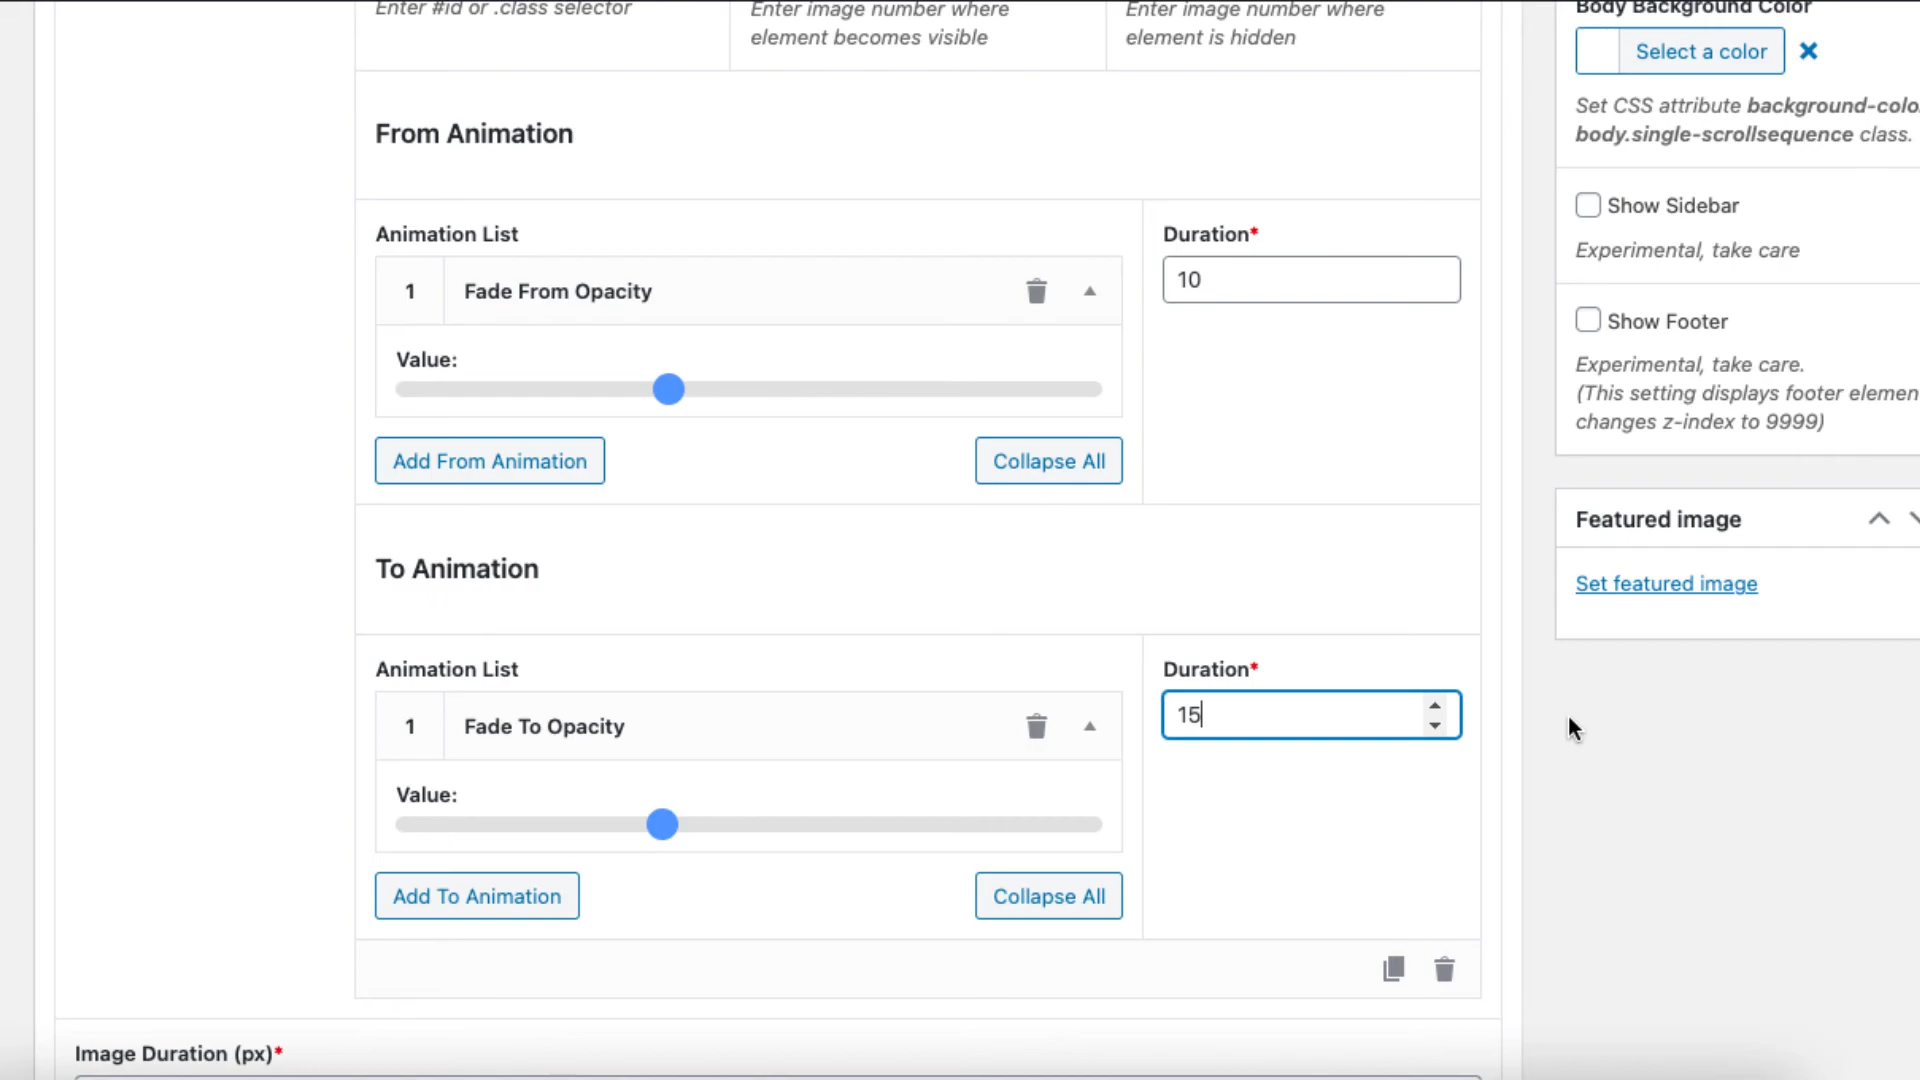 Enter #id or .class selector
Enter image number where
element becomes visible
Enter image number where
element is hidden
From Animation
Animation List
1
Fade From Opacity
Value:
Add From Animation
Collapse All
Duration*
10
To Animation
Animation List
1
Fade To Opacity
Value:
Add To Animation
Collapse All
Duration*
15
Image Duration (px)*
Body Background Color
Select a color
Set CSS attribute background-colo
body.single-scrollsequence class.
Show Sidebar
Experimental, take care
Show Footer
Experimental, take care.
(This setting displays footer elemen
changes z-index to 9999)
Featured image
Set featured image